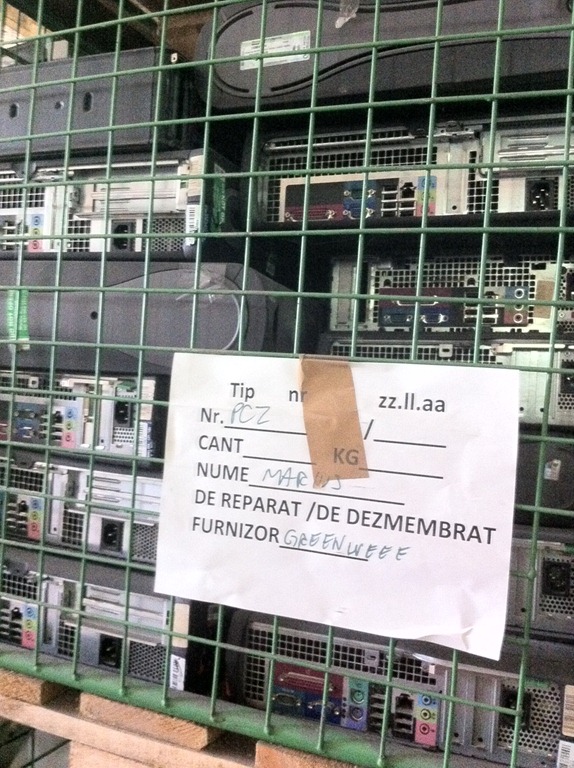 Tip nr zz.ll.aa
Nr. PCZ /
CANT KG
NUME MARIUS
DE REPARAT /DE DEZMEMBRAT
FURNIZOR GREENWEEE